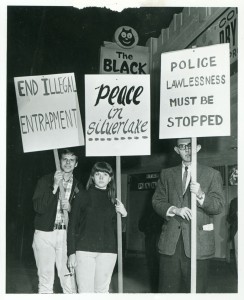 The BLACK
END ILLEGAL
ENTRAPMENT
peace
in
silverlake
POLICE
LAWLESSNESS
MUST BE
STOPPED